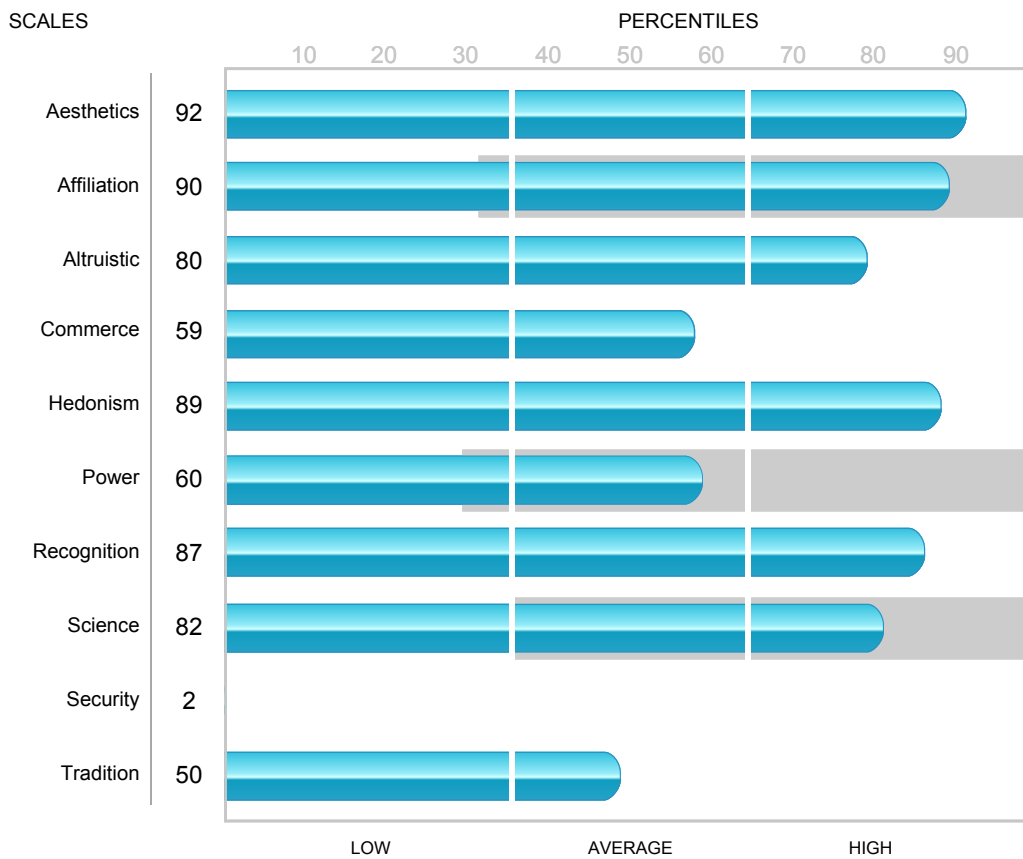 SCALES PERCENTILES
10 20 30 40 50 60 70 80 90
Aesthetics 92
Affiliation 90
Altruistic 80
Commerce 59
Hedonism 89
Power 60
Recognition 87
Science 82
Security 2
Tradition 50
LOW AVERAGE HIGH